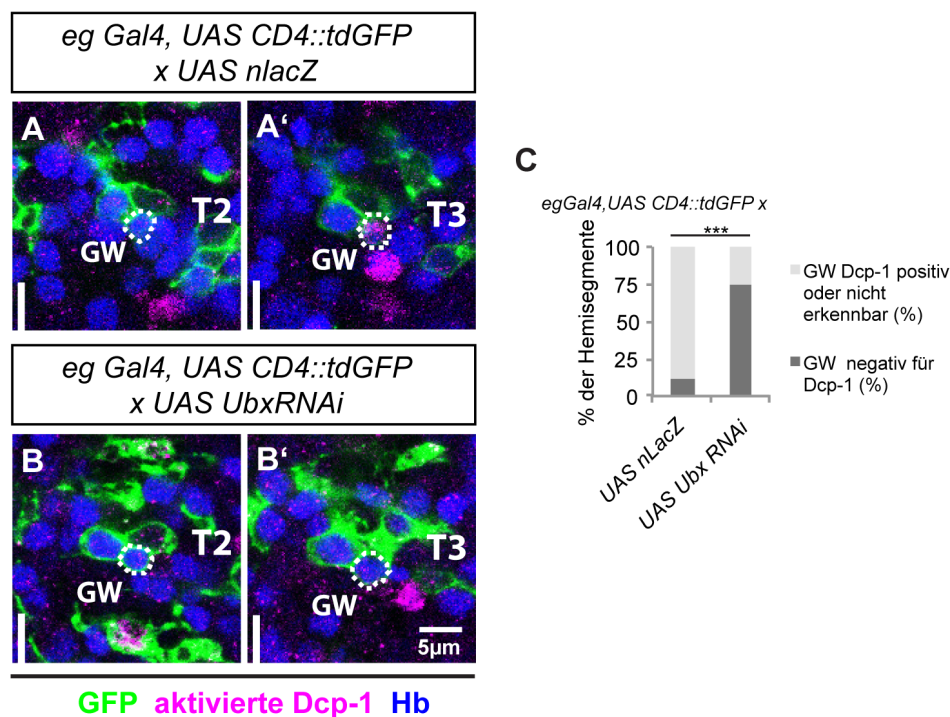 eg Gal4, UAS CD4::tdGFP
x UAS nlacZ
A
T2
GW
A‘
T3
GW
eg Gal4, UAS CD4::tdGFP
x UAS UbxRNAi
B
T2
GW
B‘
T3
GW
5µm
GFP aktivierte Dcp-1 Hb
C
egGal4,UAS CD4::tdGFP x
***
% der Hemisegmente
100
75
50
25
0
UAS nLacZ
UAS Ubx RNAi
GW Dcp-1 positiv
oder nicht
erkennbar (%)
GW negativ für
Dcp-1 (%)